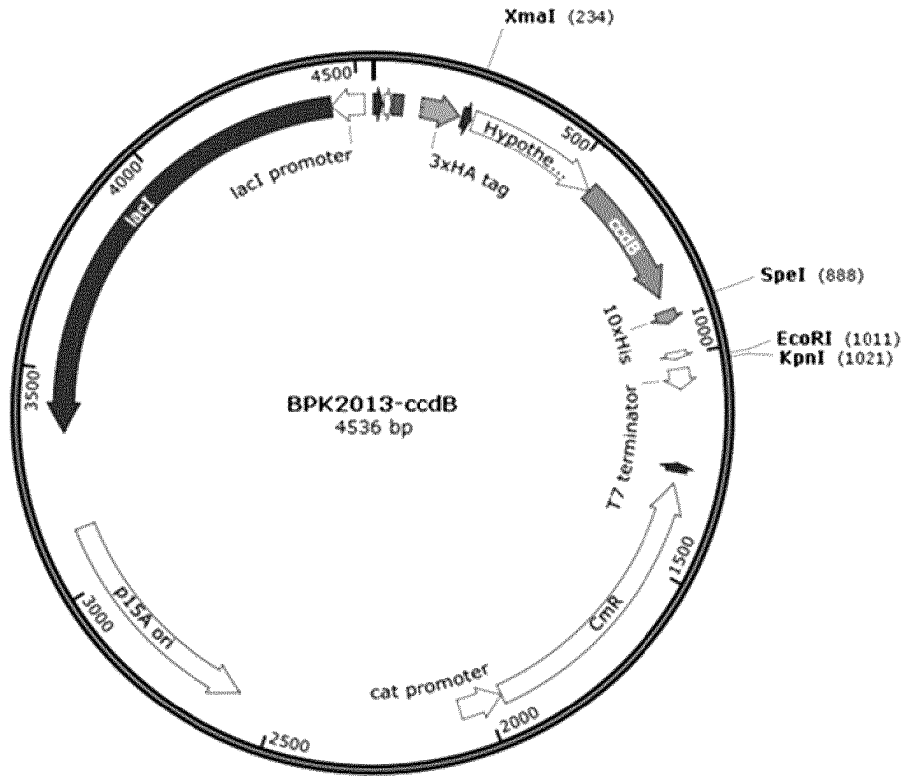 XmaI (234)
4500
500
4000
lacI promoter
3xHA tag
Hypothe...
lacI
ccdB
SpeI (888)
10xHis
1000
EcoRI (1011)
KpnI (1021)
3500
BPK2013-ccdB
4536 bp
T7 terminator
1500
CmR
3000
p15A ori
cat promoter
2000
2500